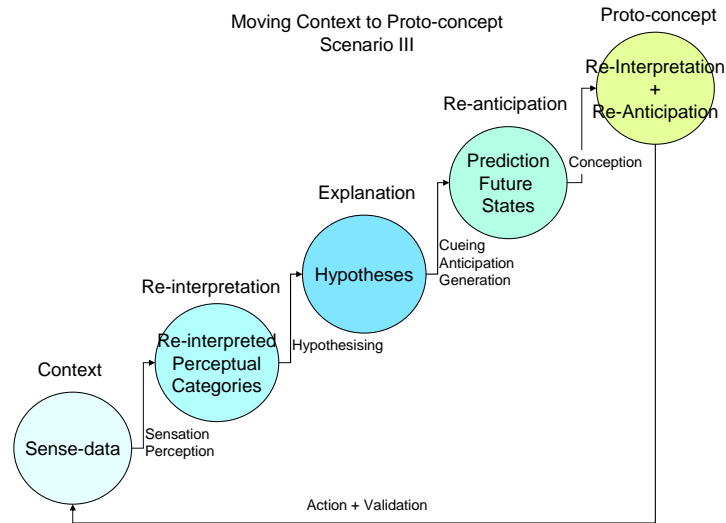 Moving Context to Proto-concept
Scenario III
Proto-concept
Re-Interpretation
+
Re-Anticipation
Re-anticipation
Prediction
Future
States
Conception
Explanation
Hypotheses
Cueing
Anticipation
Generation
Re-interpretation
Re-interpreted
Perceptual
Categories
Hypothesising
Context
Sense-data
Sensation
Perception
Action + Validation